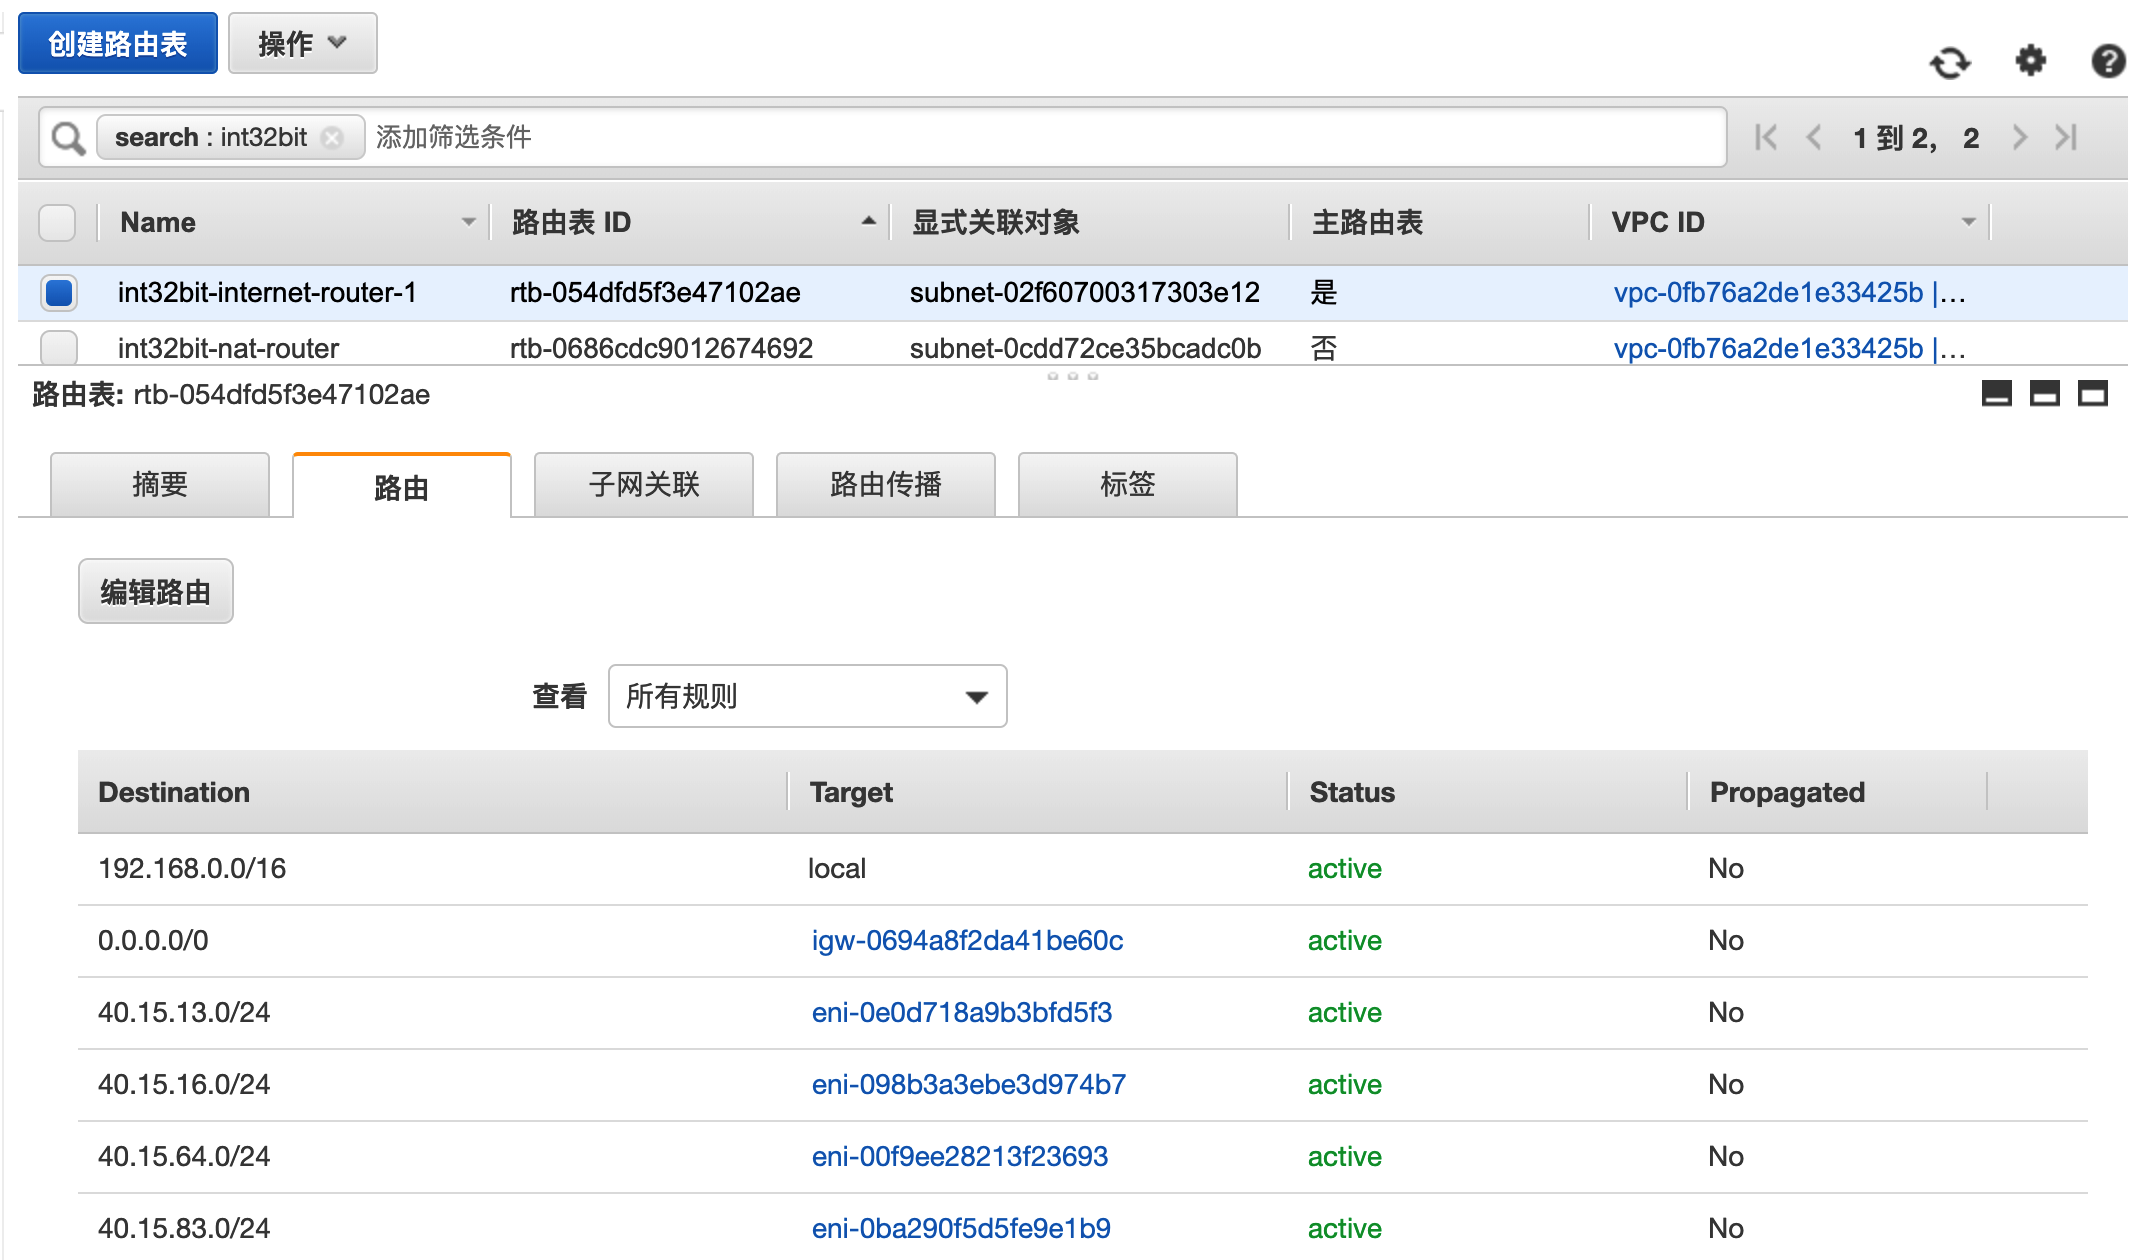 创建路由表 操作
search : int32bit 添加筛选条件 1 到 2， 2
Name 路由表 ID 显式关联对象 主路由表 VPC ID
int32bit-internet-router-1 rtb-054dfd5f3e47102ae subnet-02f60700317303e12 是 vpc-0fb76a2de1e33425b |...
int32bit-nat-router rtb-0686cdc9012674692 subnet-0cdd72ce35bcadc0b 否 vpc-0fb76a2de1e33425b |...
路由表: rtb-054dfd5f3e47102ae
摘要 路由 子网关联 路由传播 标签
编辑路由
查看 所有规则
Destination Target Status Propagated
192.168.0.0/16 local active No
0.0.0.0/0 igw-0694a8f2da41be60c active No
40.15.13.0/24 eni-0e0d718a9b3bfd5f3 active No
40.15.16.0/24 eni-098b3a3ebe3d974b7 active No
40.15.64.0/24 eni-00f9ee28213f23693 active No
40.15.83.0/24 eni-0ba290f5d5fe9e1b9 active No